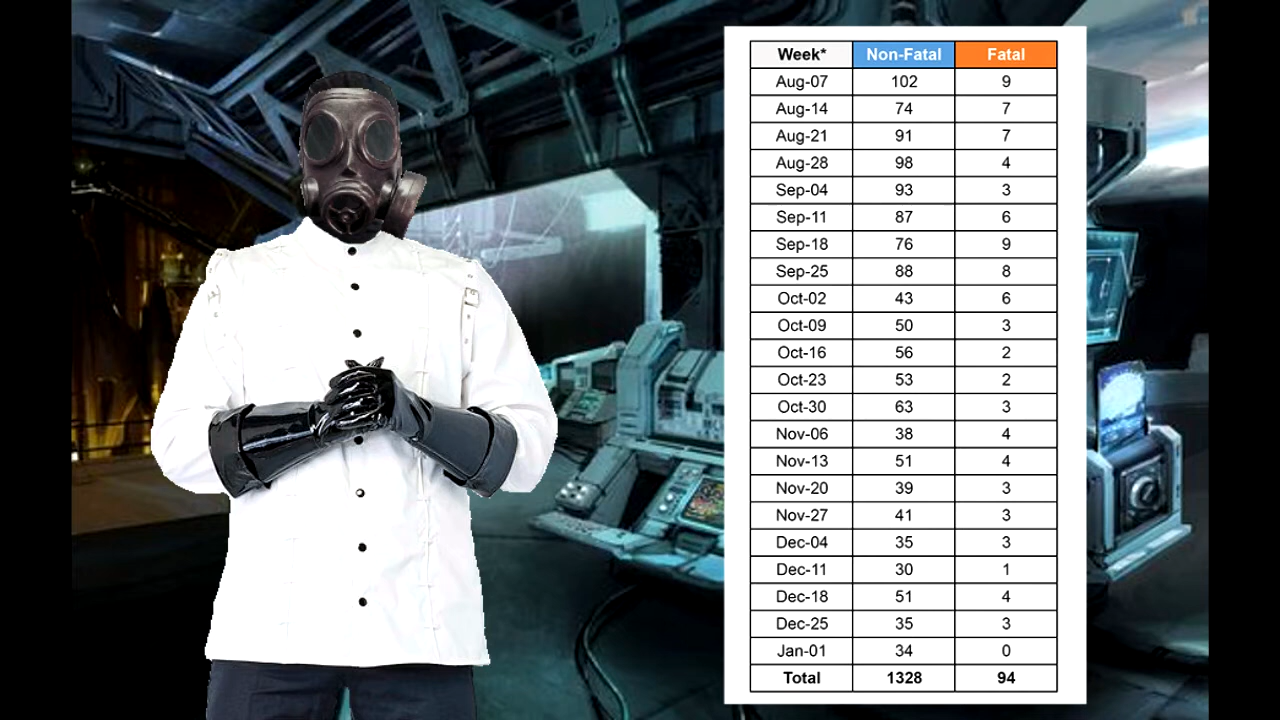 Week* Non-Fatal Fatal
Aug-07 102 9
Aug-14 74 7
Aug-21 91 7
Aug-28 98 4
Sep-04 93 3
Sep-11 87 6
Sep-18 76 9
Sep-25 88 8
Oct-02 43 6
Oct-09 50 3
Oct-16 56 2
Oct-23 53 2
Oct-30 63 3
Nov-06 38 4
Nov-13 51 4
Nov-20 39 3
Nov-27 41 3
Dec-04 35 3
Dec-11 30 1
Dec-18 51 4
Dec-25 35 3
Jan-01 34 0
Total 1328 94